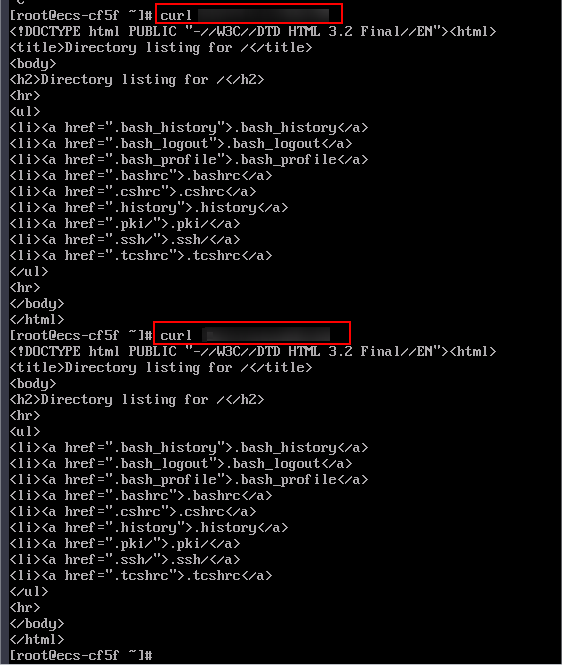 C
[root@ecs-cf5f ~]# curl
<!DOCTYPE html PUBLIC "-//W3C//DTD HTML 3.2 Final//EN"><html>
<title>Directory listing for /</title>
<body>
<h2>Directory listing for /</h2>
<hr>
<ul>
<li><a href=".bash_history">.bash_history</a>
<li><a href=".bash_logout">.bash_logout</a>
<li><a href=".bash_profile">.bash_profile</a>
<li><a href=".bashrc">.bashrc</a>
<li><a href=".cshrc">.cshrc</a>
<li><a href=".history">.history</a>
<li><a href=".pki/">.pki/</a>
<li><a href=".ssh/">.ssh/</a>
<li><a href=".tcshrc">.tcshrc</a>
</ul>
<hr>
</body>
</html>
[root@ecs-cf5f ~]# curl
<!DOCTYPE html PUBLIC "-//W3C//DTD HTML 3.2 Final//EN"><html>
<title>Directory listing for /</title>
<body>
<h2>Directory listing for /</h2>
<hr>
<ul>
<li><a href=".bash_history">.bash_history</a>
<li><a href=".bash_logout">.bash_logout</a>
<li><a href=".bash_profile">.bash_profile</a>
<li><a href=".bashrc">.bashrc</a>
<li><a href=".cshrc">.cshrc</a>
<li><a href=".history">.history</a>
<li><a href=".pki/">.pki/</a>
<li><a href=".ssh/">.ssh/</a>
<li><a href=".tcshrc">.tcshrc</a>
</ul>
<hr>
</body>
</html>
[root@ecs-cf5f ~]#